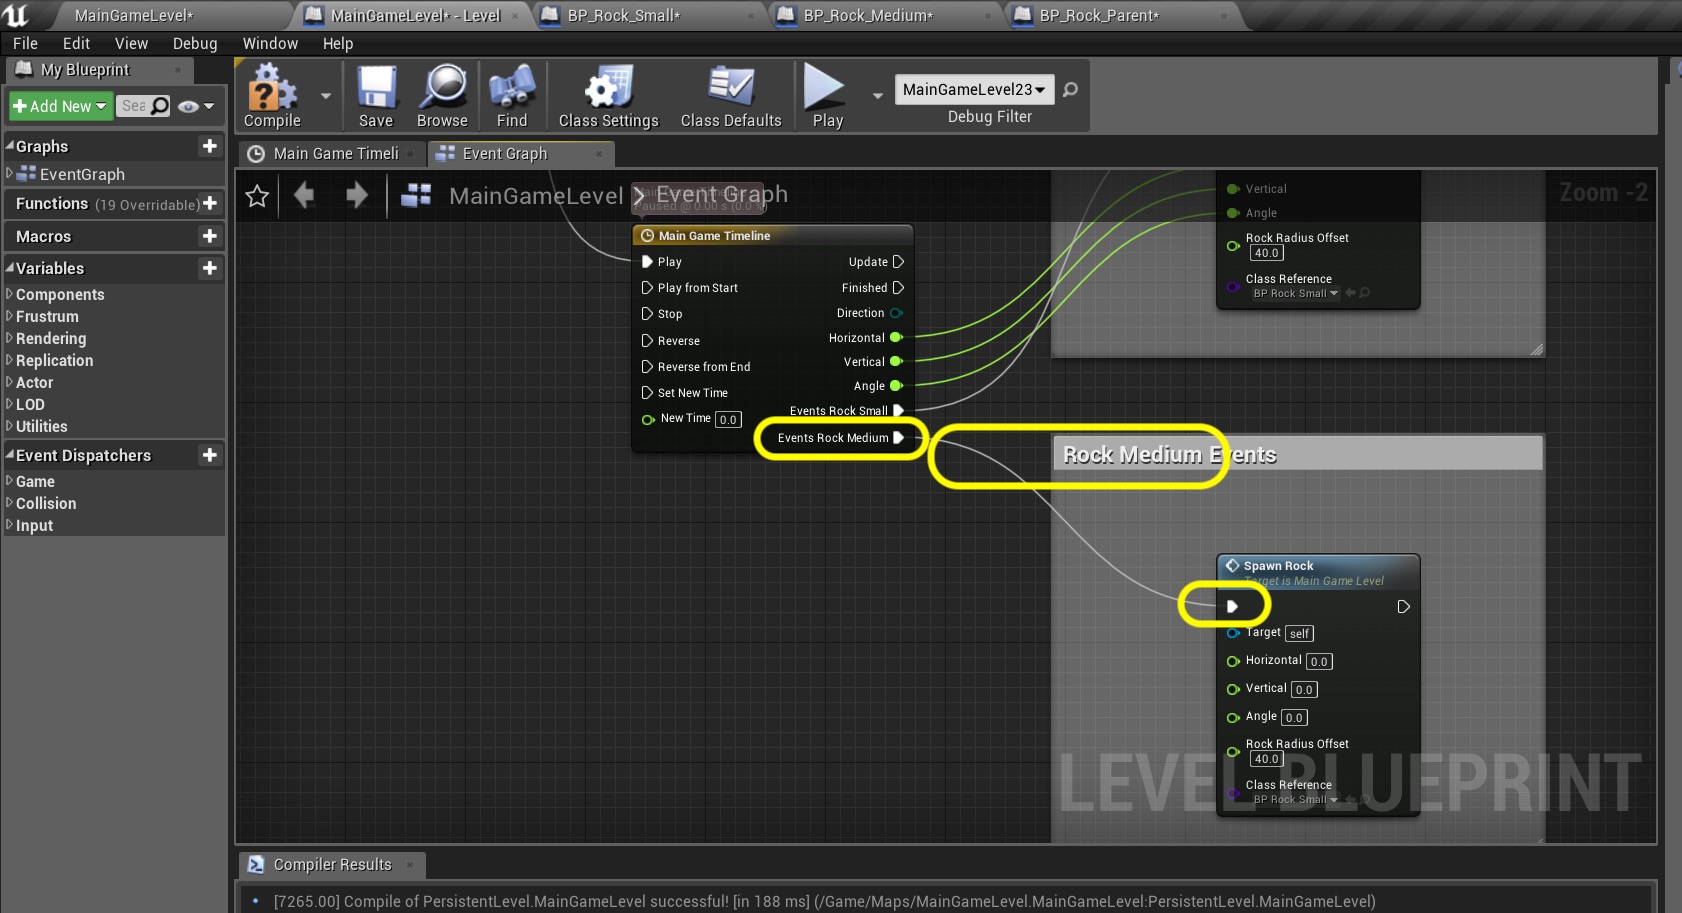 MainGameLevel*
MainGameLevel* - Level
BP_Rock_Small*
BP_Rock_Medium*
BP_Rock_Parent*
File Edit View Debug Window Help
My Blueprint
Add New
Sea
Compile
Save
Browse
Find
Class Settings
Class Defaults
Play
MainGameLevel23
Debug Filter
Graphs
EventGraph
Functions (19 Overridable)
Macros
Variables
Components
Frustrum
Rendering
Replication
Actor
LOD
Utilities
Event Dispatchers
Game
Collision
Input
Main Game Timeli
Event Graph
MainGameLevel > Event Graph
Paused @ 0.00 s (0.0 %)
Zoom -2
Main Game Timeline
Play
Update
Play from Start
Finished
Stop
Direction
Reverse
Horizontal
Reverse from End
Vertical
Set New Time
Angle
New Time 0.0
Events Rock Small
Events Rock Medium
Vertical
Angle
Rock Radius Offset
40.0
Class Reference
BP Rock Small
Rock Medium Events
Spawn Rock
Target is Main Game Level
Target self
Horizontal 0.0
Vertical 0.0
Angle 0.0
Rock Radius Offset
40.0
Class Reference
BP Rock Small
LEVEL BLUEPRINT
Compiler Results
[7265.00] Compile of PersistentLevel.MainGameLevel successful! [in 188 ms] (/Game/Maps/MainGameLevel.MainGameLevel:PersistentLevel.MainGameLevel)